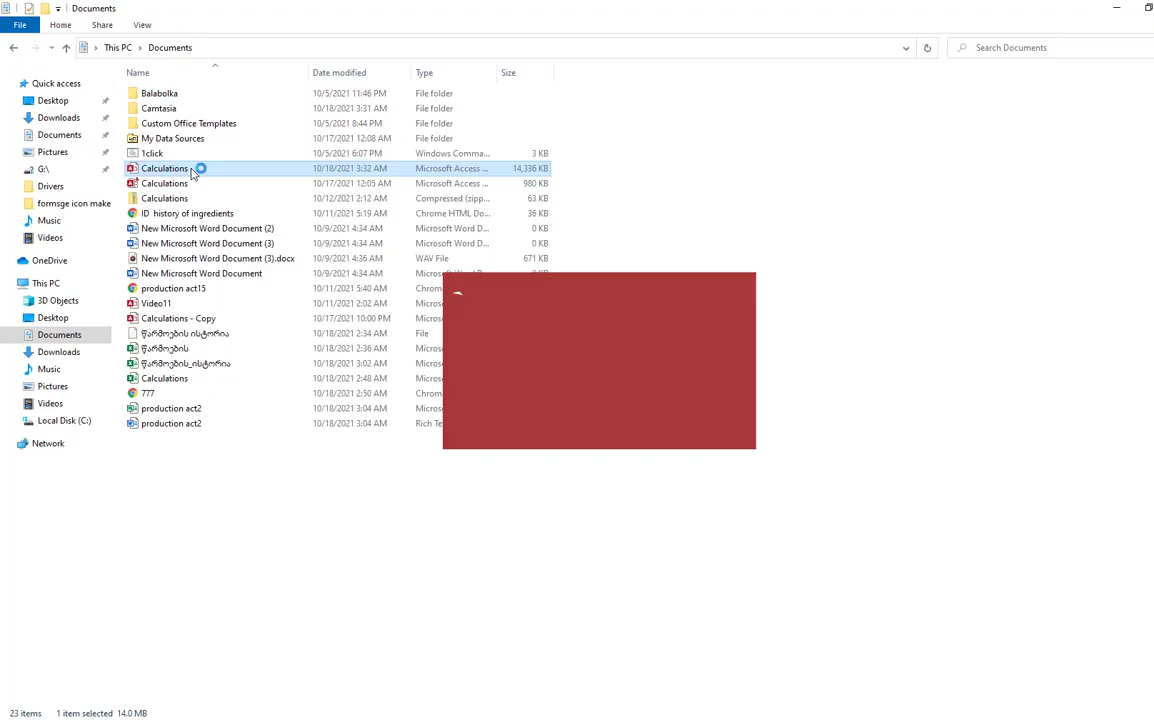 Documents
File Home Share View
This PC > Documents
Search Documents
Name Date modified Type Size
Quick access
Desktop
Downloads
Documents
Pictures
G:\
Drivers
formsge icon make
Music
Videos
OneDrive
This PC
3D Objects
Desktop
Documents
Downloads
Music
Pictures
Videos
Local Disk (C:)
Network
Balabolka 10/5/2021 11:46 PM File folder
Camtasia 10/18/2021 3:31 AM File folder
Custom Office Templates 10/5/2021 8:44 PM File folder
My Data Sources 10/17/2021 12:08 AM File folder
1click 10/5/2021 6:07 PM Windows Comma... 3 KB
Calculations 10/18/2021 3:32 AM Microsoft Access ... 14,336 KB
Calculations 10/17/2021 12:05 AM Microsoft Access ... 980 KB
Calculations 10/12/2021 2:12 AM Compressed (zipp... 63 KB
ID history of ingredients 10/11/2021 5:19 AM Chrome HTML Do... 36 KB
New Microsoft Word Document (2) 10/9/2021 4:34 AM Microsoft Word D... 0 KB
New Microsoft Word Document (3) 10/9/2021 4:34 AM Microsoft Word D... 0 KB
New Microsoft Word Document (3).docx 10/9/2021 4:36 AM WAV File 671 KB
New Microsoft Word Document 10/9/2021 4:34 AM
production act15 10/11/2021 5:40 AM
Video11 10/11/2021 2:02 AM
Calculations - Copy 10/17/2021 10:00 PM
წარმოების ისტორია 10/18/2021 2:34 AM File
წარმოების 10/18/2021 2:36 AM
წარმოების_ისტორია 10/18/2021 3:02 AM
Calculations 10/18/2021 2:48 AM
777 10/18/2021 2:50 AM
production act2 10/18/2021 3:04 AM
production act2 10/18/2021 3:04 AM Rich
23 items 1 item selected 14.0 MB